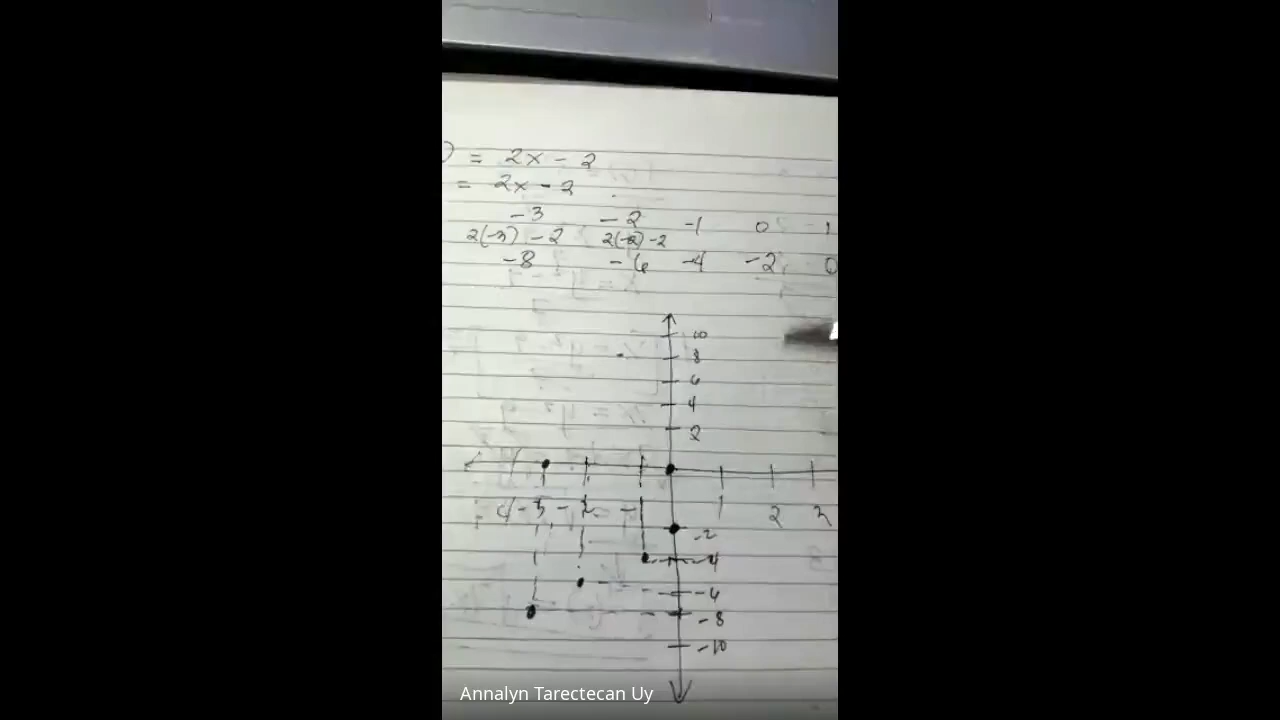 ) = 2x - 2
= 2x - 2
-3 -2 -1 0 1
2(-3) - 2 2(-2) -2
-8 -6 -4 -2 0
10
8
6
4
2
4 -3 -2 -1 1 2 3
-2
-4
-6
-8
-10
Annalyn Tarectecan Uy